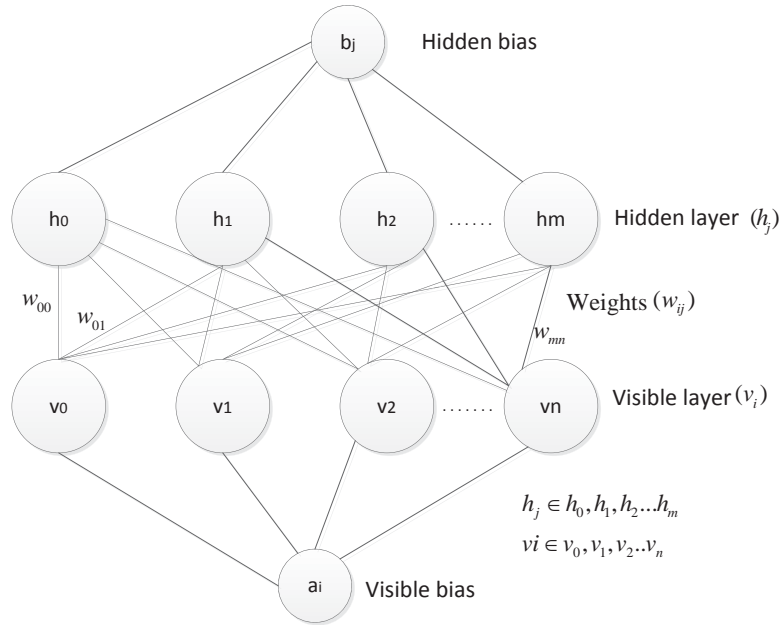 bj Hidden bias
h0 h1 h2 ...... hm Hidden layer (hj)
w00 w01 Weights (wij)
wmn
v0 v1 v2 ....... vn Visible layer (vi)
hj ∈ h0, h1, h2...hm
vi ∈ v0, v1, v2..vn
ai Visible bias